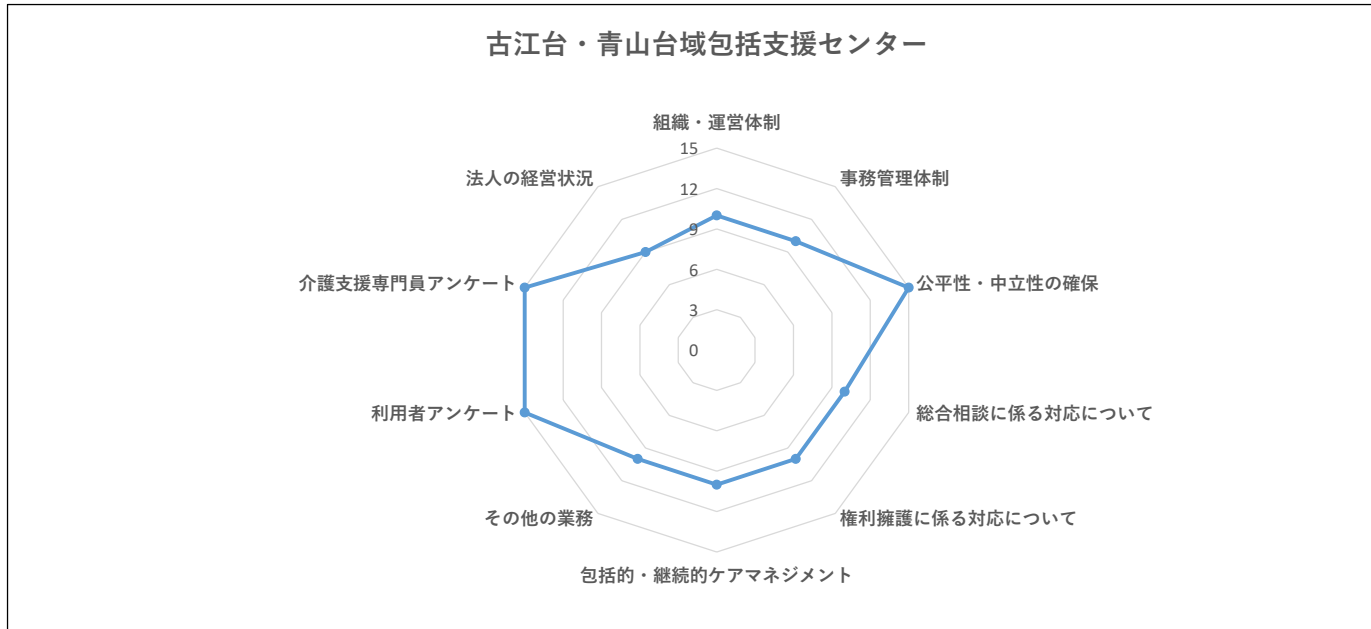 古江台・青山台域包括支援センター
組織・運営体制
15
法人の経営状況
事務管理体制
12
9
介護支援専門員アンケート
6
公平性・中立性の確保
3
0
利用者アンケート
総合相談に係る対応について
その他の業務
権利擁護に係る対応について
包括的・継続的ケアマネジメント